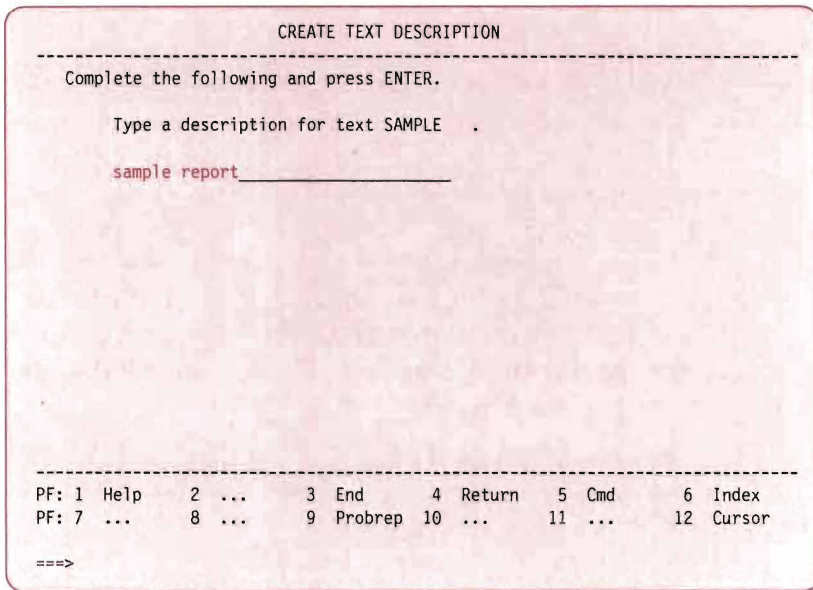 CREATE TEXT DESCRIPTION
--------------------------------------------------------------------------------
Complete the following and press ENTER.
Type a description for text SAMPLE .
sample report______________________
--------------------------------------------------------------------------------
PF: 1 Help 2 ... 3 End 4 Return 5 Cmd 6 Index
PF: 7 ... 8 ... 9 Probrep 10 ... 11 ... 12 Cursor
===>